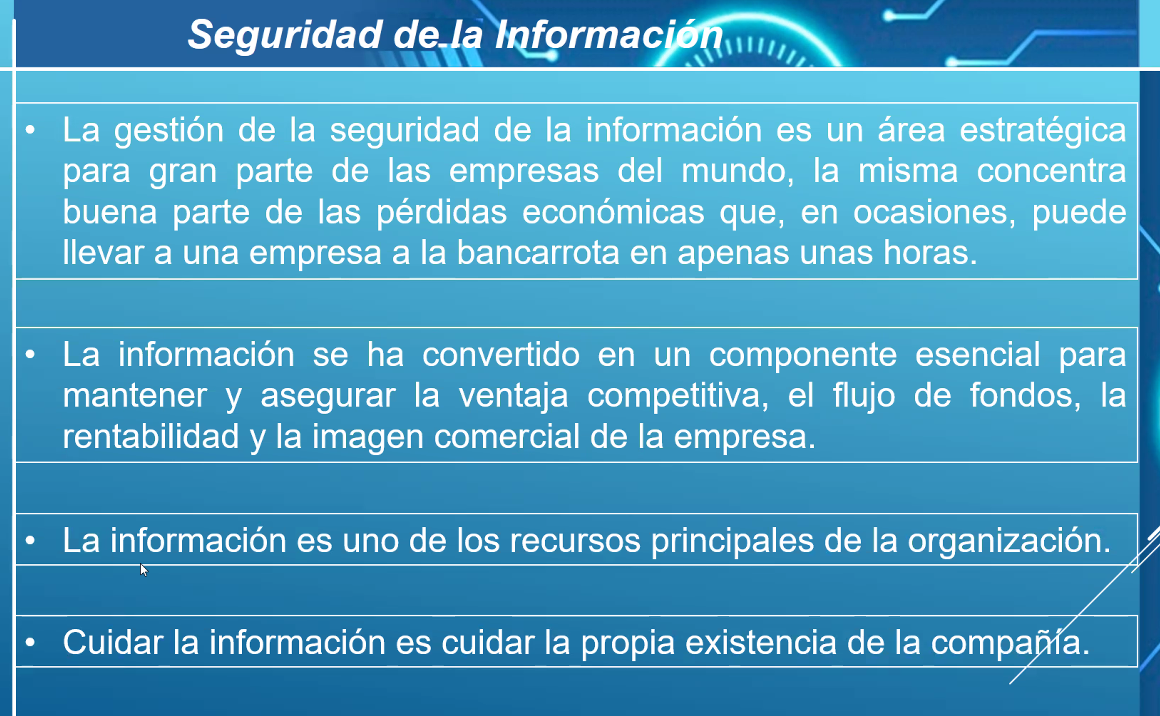 Seguridad de la Información
• La gestión de la seguridad de la información es un área estratégica
para gran parte de las empresas del mundo, la misma concentra
buena parte de las pérdidas económicas que, en ocasiones, puede
llevar a una empresa a la bancarrota en apenas unas horas.
• La información se ha convertido en un componente esencial para
mantener y asegurar la ventaja competitiva, el flujo de fondos, la
rentabilidad y la imagen comercial de la empresa.
• La información es uno de los recursos principales de la organización.
• Cuidar la información es cuidar la propia existencia de la compañía.